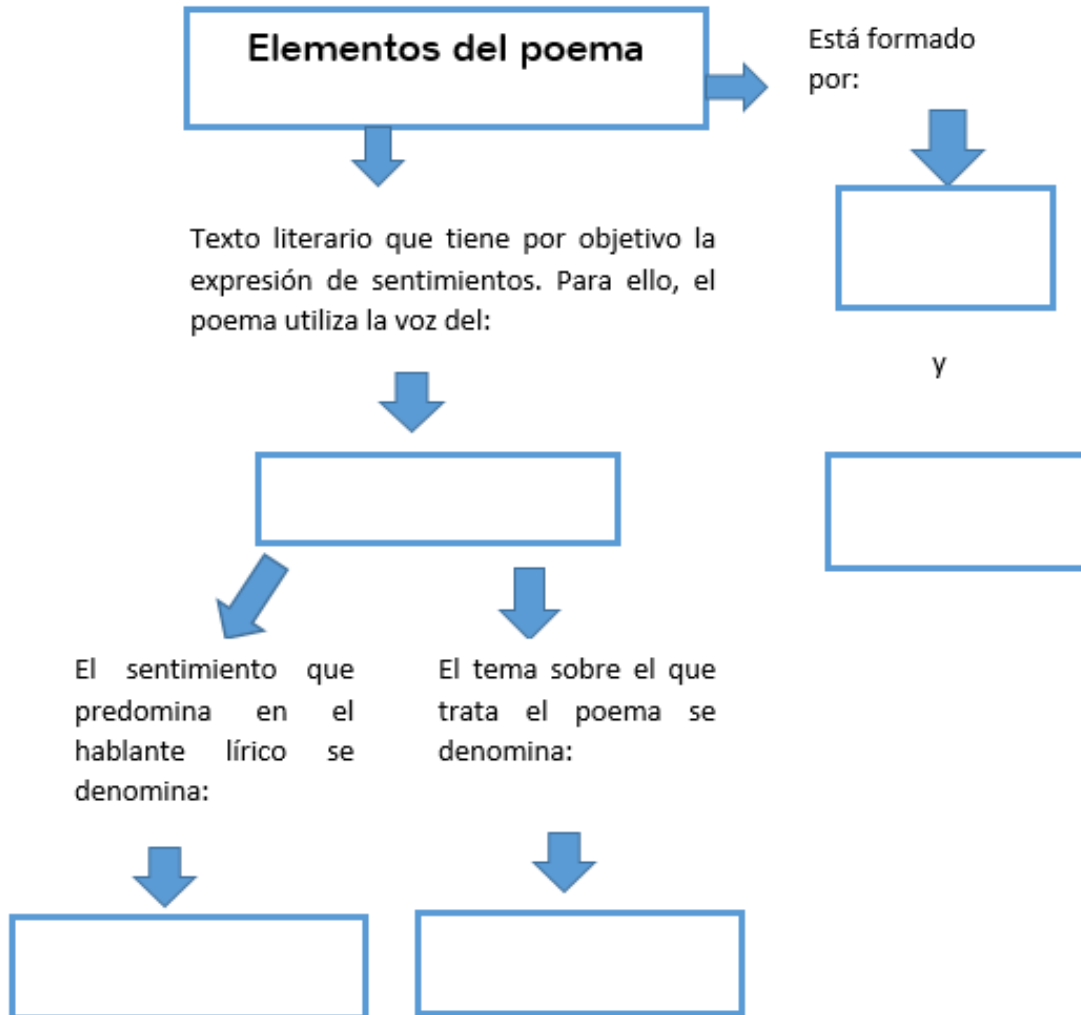 Elementos del poema
Está formado
por:
Texto literario que tiene por objetivo la
expresión de sentimientos. Para ello, el
poema utiliza la voz del:
y
El sentimiento que
predomina en el
hablante lírico se
denomina:
El tema sobre el que
trata el poema se
denomina: